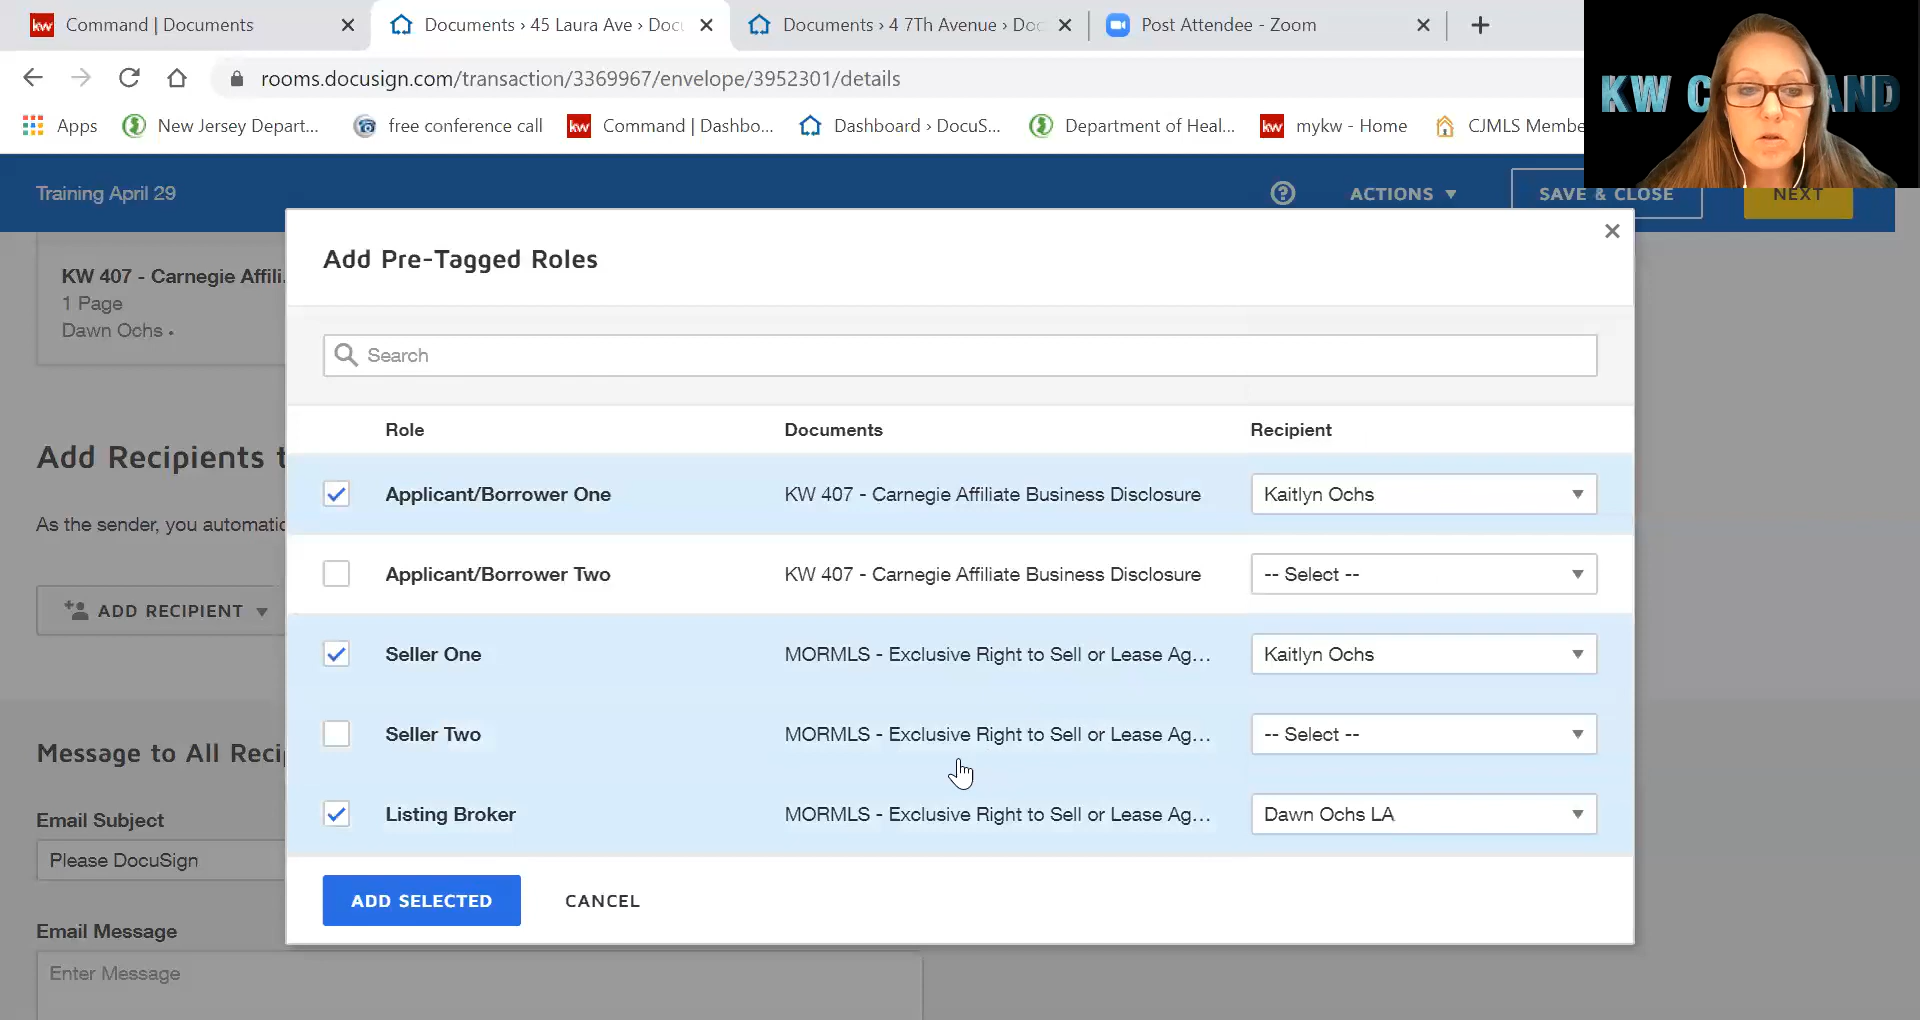 kw Command | Documents
Documents › 45 Laura Ave › Doc
Documents › 4 7Th Avenue › Doc
Post Attendee - Zoom
rooms.docusign.com/transaction/3369967/envelope/3952301/details
Apps
New Jersey Depart...
free conference call
kw Command | Dashbo...
Dashboard › DocuS...
Department of Heal...
kw mykw - Home
CJMLS Membe
KW C AND
Training April 29
ACTIONS
SAVE & CLOSE
NEXT
KW 407 - Carnegie Affili
1 Page
Dawn Ochs •
Add Recipients t
As the sender, you automatic
ADD RECIPIENT
Message to All Reci
Email Subject
Please DocuSign
Email Message
Enter Message
Add Pre-Tagged Roles
Search
Role Documents Recipient
Applicant/Borrower One KW 407 - Carnegie Affiliate Business Disclosure Kaitlyn Ochs
Applicant/Borrower Two KW 407 - Carnegie Affiliate Business Disclosure -- Select --
Seller One MORMLS - Exclusive Right to Sell or Lease Ag... Kaitlyn Ochs
Seller Two MORMLS - Exclusive Right to Sell or Lease Ag... -- Select --
Listing Broker MORMLS - Exclusive Right to Sell or Lease Ag... Dawn Ochs LA
ADD SELECTED CANCEL